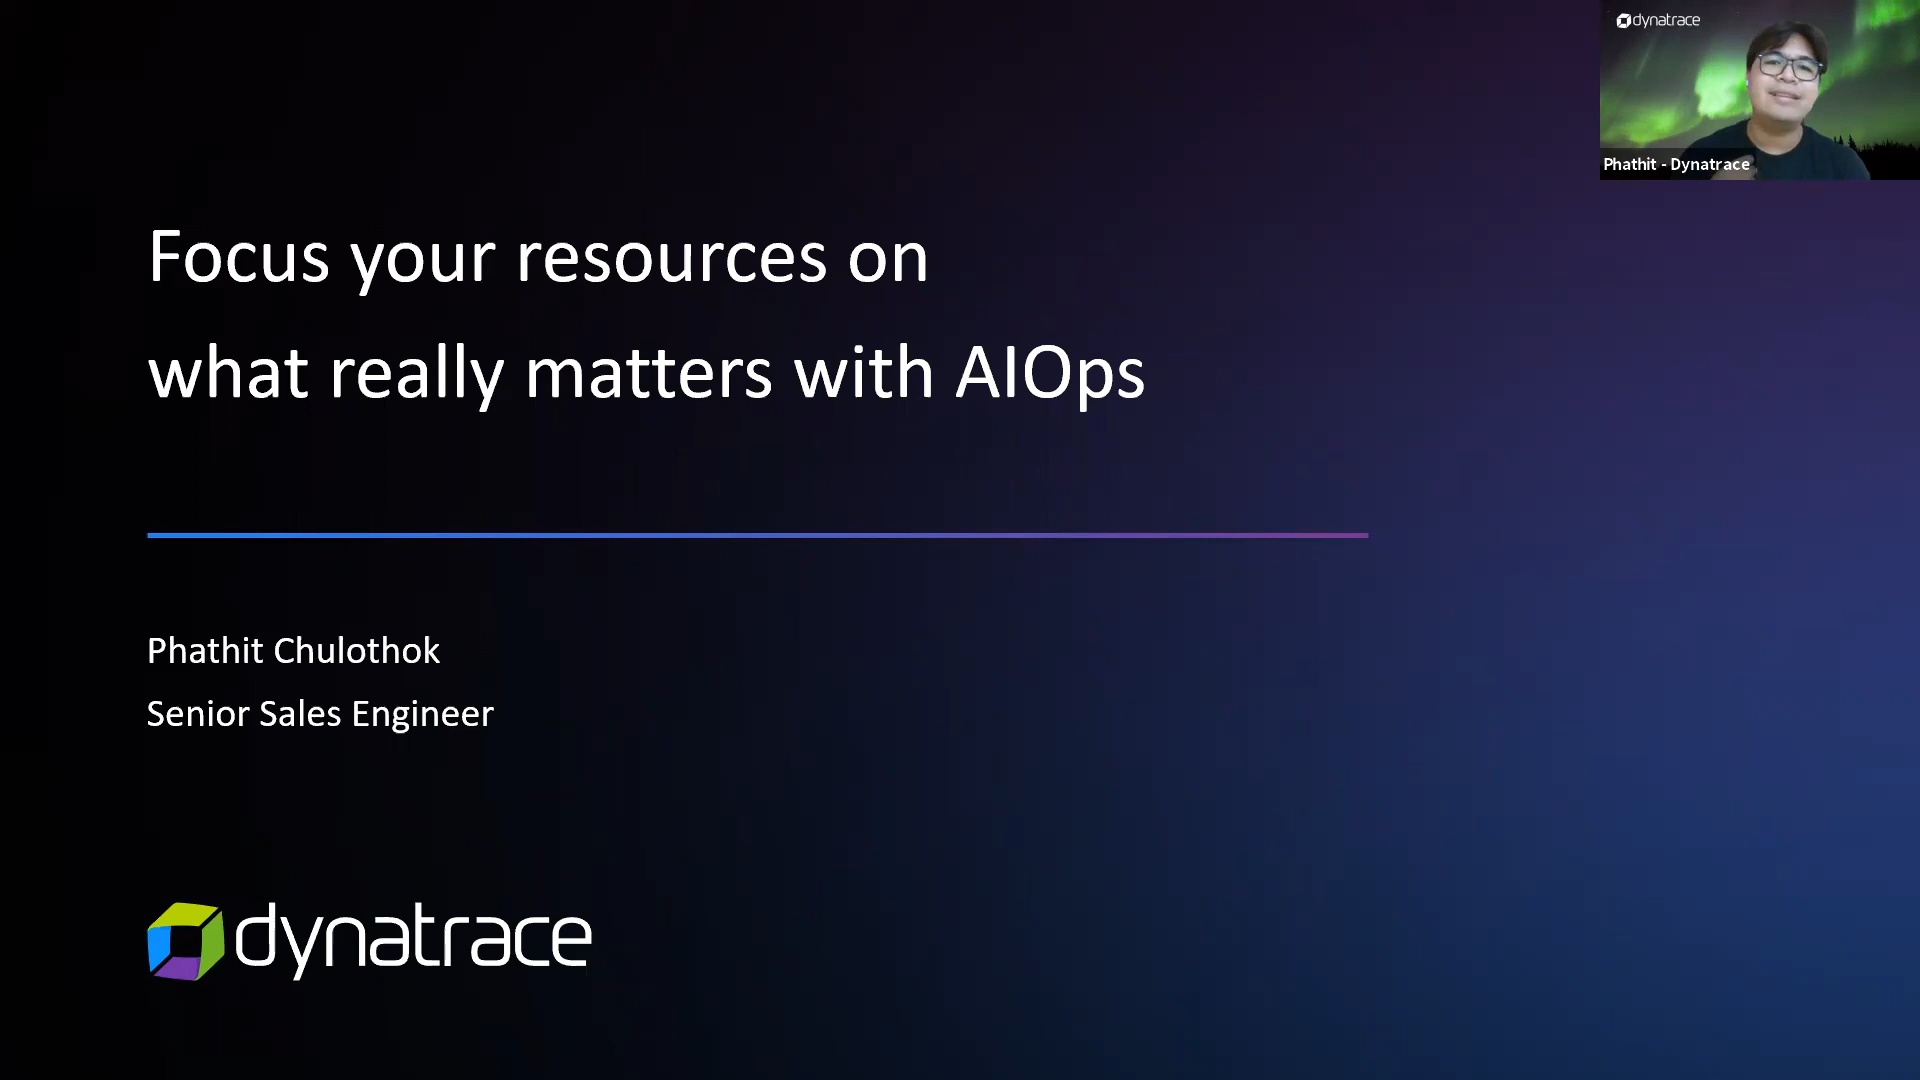 dynatrace
Phathit - Dynatrace
Focus your resources on
what really matters with AIOps
Phathit Chulothok
Senior Sales Engineer
dynatrace